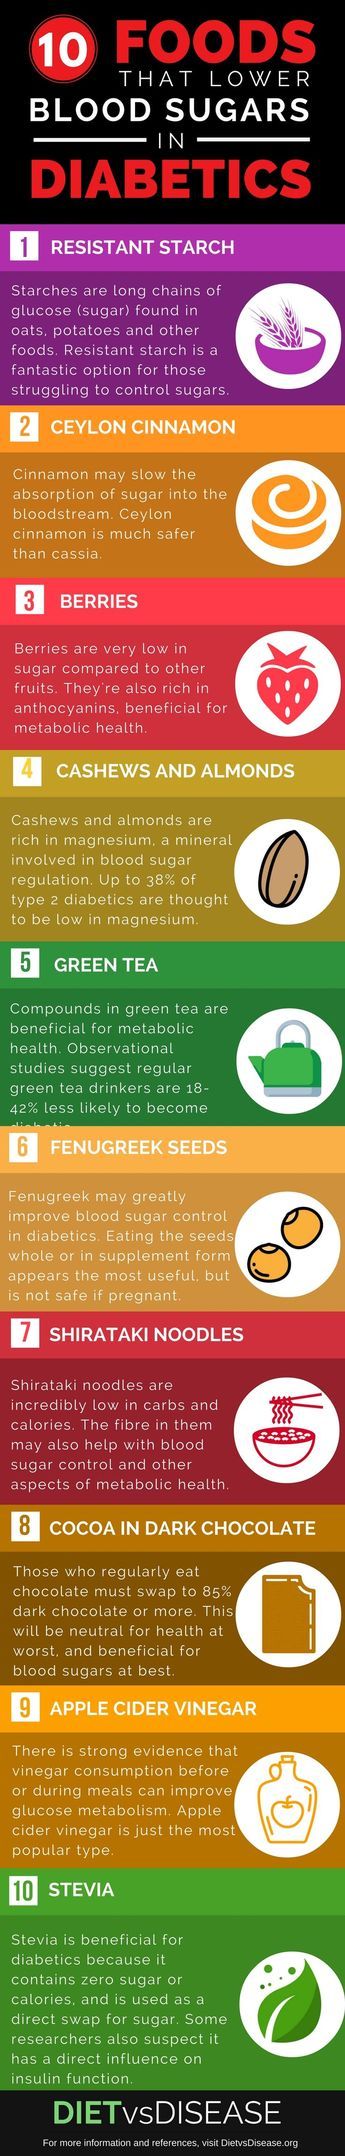 10 FOODS
THAT LOWER
BLOOD SUGARS
IN
DIABETICS
1 RESISTANT STARCH
Starches are long chains of
glucose (sugar) found in
oats, potatoes and other
foods. Resistant starch is a
fantastic option for those
struggling to control sugars.
2 CEYLON CINNAMON
Cinnamon may slow the
absorption of sugar into the
bloodstream. Ceylon
cinnamon is much safer
than cassia.
3 BERRIES
Berries are very low in
sugar compared to other
fruits. They're also rich in
anthocyanins, beneficial for
metabolic health.
4 CASHEWS AND ALMONDS
Cashews and almonds are
rich in magnesium, a mineral
involved in blood sugar
regulation. Up to 38% of
type 2 diabetics are thought
to be low in magnesium.
5 GREEN TEA
Compounds in green tea are
beneficial for metabolic
health. Observational
studies suggest regular
green tea drinkers are 18-
42% less likely to become
6 FENUGREEK SEEDS
Fenugreek may greatly
improve blood sugar control
in diabetics. Eating the seeds
whole or in supplement form
appears the most useful, but
is not safe if pregnant.
7 SHIRATAKI NOODLES
Shirataki noodles are
incredibly low in carbs and
calories. The fibre in them
may also help with blood
sugar control and other
aspects of metabolic health.
8 COCOA IN DARK CHOCOLATE
Those who regularly eat
chocolate must swap to 85%
dark chocolate or more. This
will be neutral for health at
worst, and beneficial for
blood sugars at best.
9 APPLE CIDER VINEGAR
There is strong evidence that
vinegar consumption before
or during meals can improve
glucose metabolism. Apple
cider vinegar is just the most
popular type.
10 STEVIA
Stevia is beneficial for
diabetics because it
contains zero sugar or
calories, and is used as a
direct swap for sugar. Some
researchers also suspect it
has a direct influence on
insulin function.
DIETvsDISEASE
For more information and references, visit DietvsDisease.org